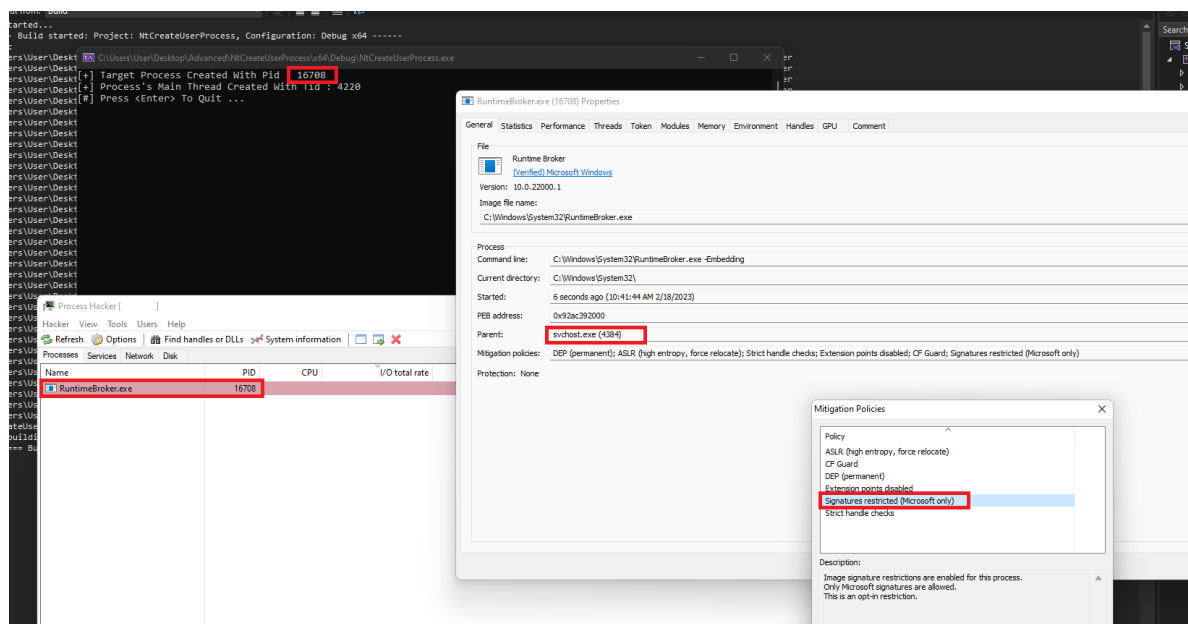 Build started: Project: NtCreateUserProcess, Configuration: Debug x64 ------
C:\Users\User\Desktop\Advanced\NtCreateUserProcess\x64\Debug\NtCreateUserProcess.exe
[+] Target Process Created With Pid 16708
[+] Process's Main Thread Created With Tid : 4220
[#] Press <Enter> To Quit ...
Search
RuntimeBroker.exe (16708) Properties
General Statistics Performance Threads Token Modules Memory Environment Handles GPU Comment
File
Runtime Broker
(Verified) Microsoft Windows
Version: 10.0.22000.1
Image file name:
C:\Windows\System32\RuntimeBroker.exe
Process
Command line: C:\Windows\System32\RuntimeBroker.exe -Embedding
Current directory: C:\Windows\System32\
Started: 6 seconds ago (10:41:44 AM 2/18/2023)
PEB address: 0x92ac392000
Parent: svchost.exe (4384)
Mitigation policies: DEP (permanent); ASLR (high entropy, force relocate); Strict handle checks; Extension points disabled; CF Guard; Signatures restricted (Microsoft only)
Protection: None
Process Hacker [ ]
Hacker View Tools Users Help
Refresh Options Find handles or DLLs System information
Processes Services Network Disk
Name PID CPU I/O total rate
RuntimeBroker.exe 16708
Mitigation Policies
Policy
ASLR (high entropy, force relocate)
CF Guard
DEP (permanent)
Extension points disabled
Signatures restricted (Microsoft only)
Strict handle checks
Description:
Image signature restrictions are enabled for this process.
Only Microsoft signatures are allowed.
This is an opt-in restriction.